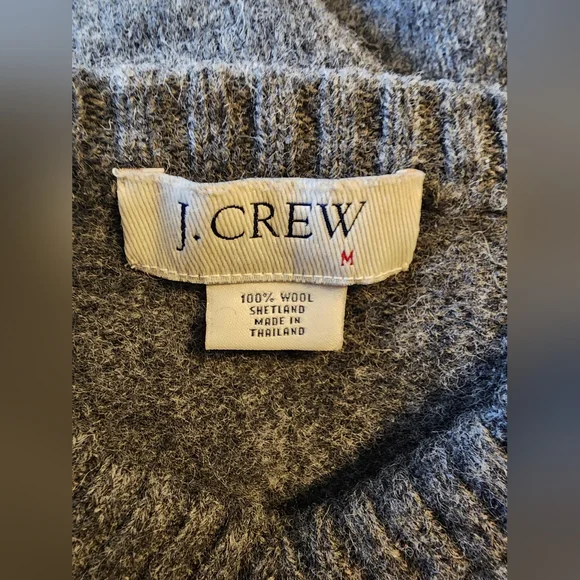 J. CREW
M
100% WOOL
SHETLAND
MADE IN
THAILAND